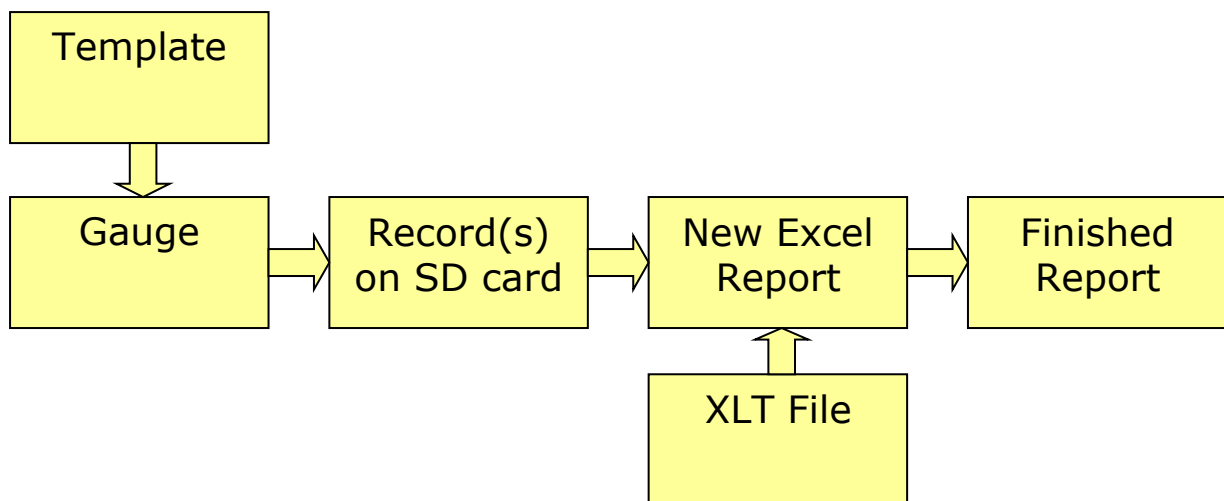 Template
Gauge
Record(s)
on SD card
New Excel
Report
Finished
Report
XLT File